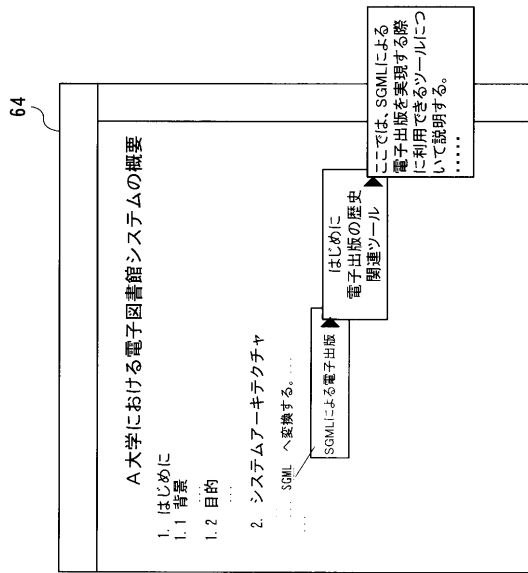 64
A大学における電子図書館システムの概要
1. はじめに
1.1 背景
...
1.2 目的
...
2. システムアーキテクチャ
... ...
... SGML へ変換する。...
...
SGMLによる電子出版
はじめに
電子出版の歴史
関連ツール
ここでは、SGMLによる
電子出版を実現する際
に利用できるツールにつ
いて説明する。
.....